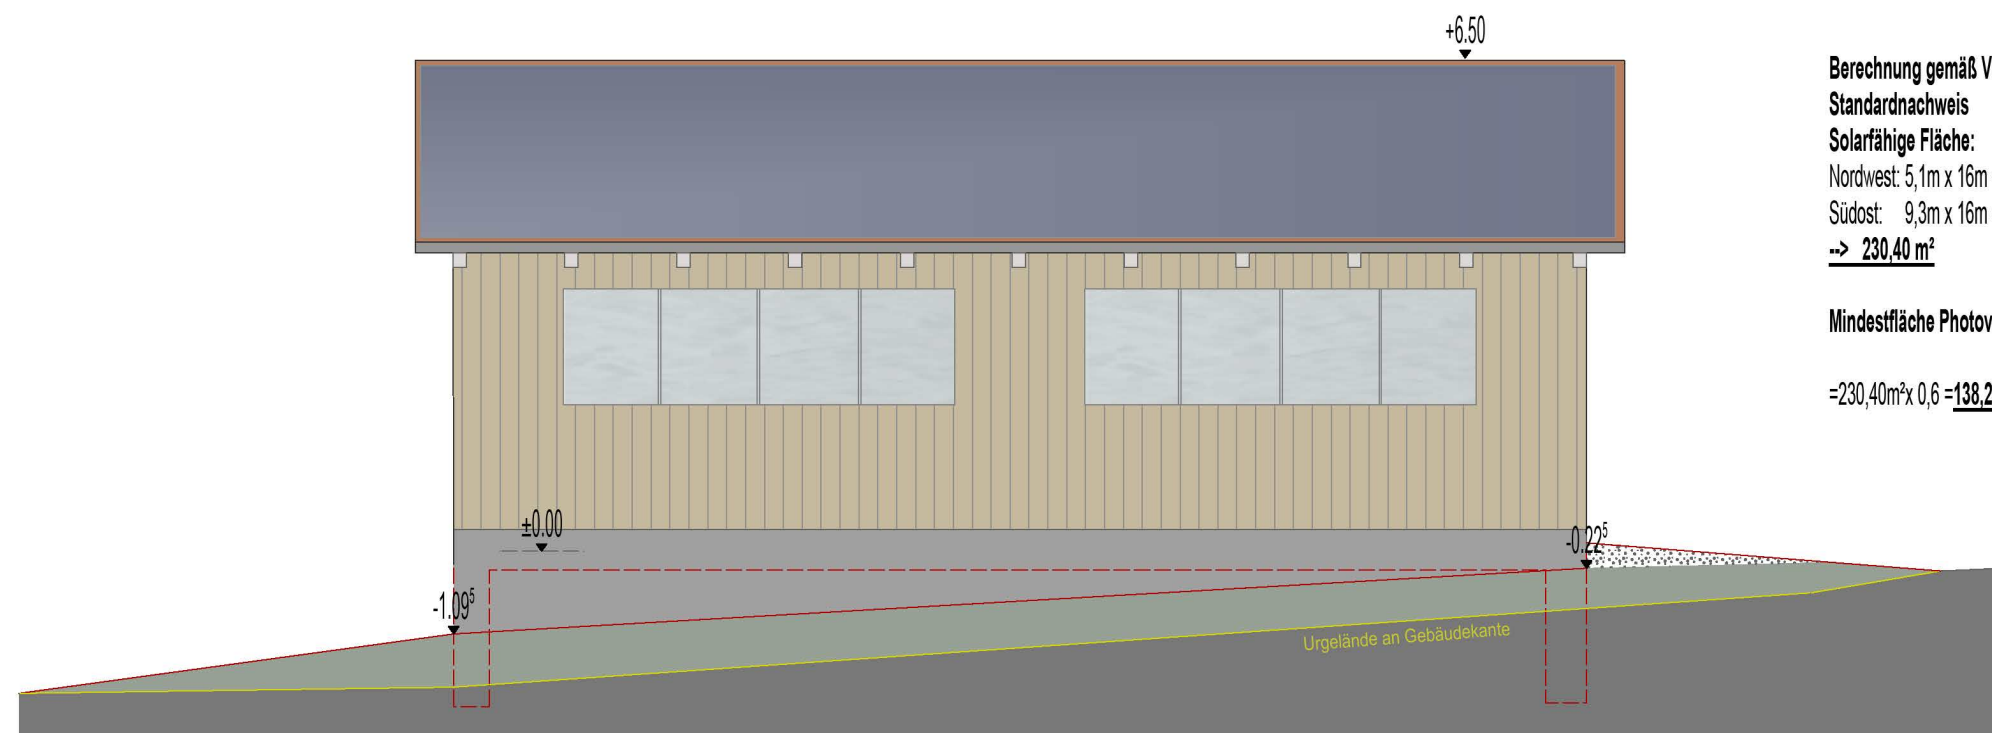 +6.50
Berechnung gemäß V
Standardnachweis
Solarfähige Fläche:
Nordwest: 5,1m x 16m
Südost: 9,3m x 16m
--> 230,40 m²
Mindestfläche Photov
=230,40m²x 0,6 =138,2
±0.00
-0.22⁵
-1.09⁵
Urgelände an Gebäudekante